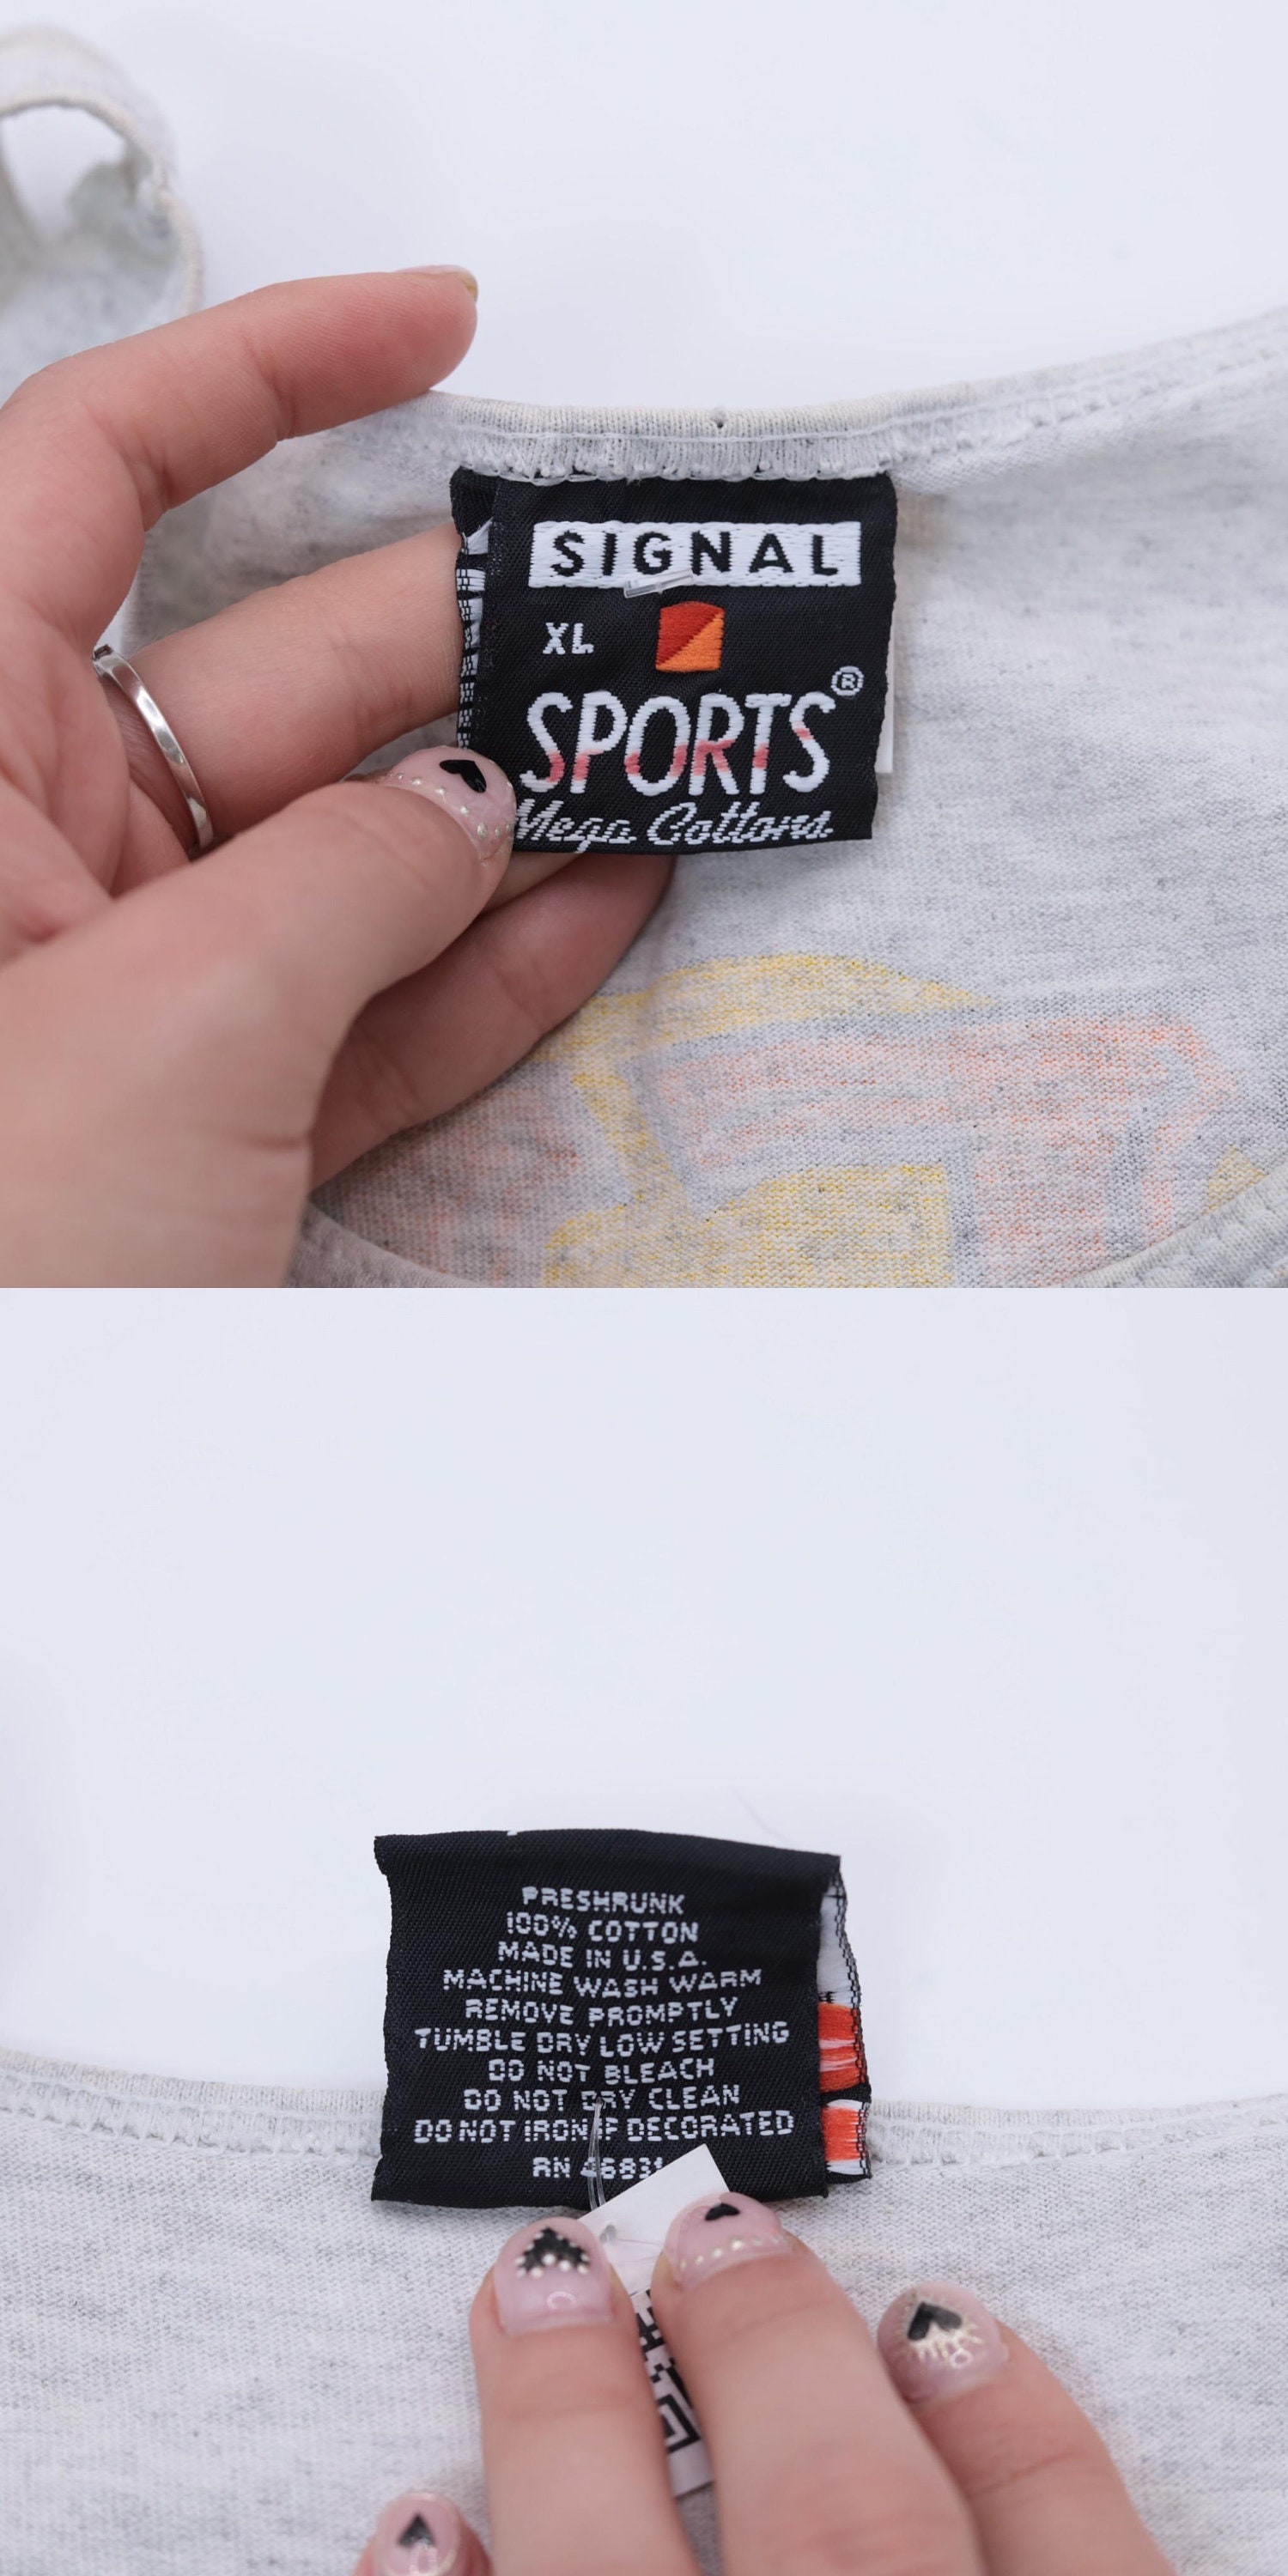 SIGNAL
XL
SPORTS®
Mega Cottons
PRESHRUNK
100% COTTON
MADE IN U.S.A.
MACHINE WASH WARM
REMOVE PROMPTLY
TUMBLE DRY LOW SETTING
DO NOT BLEACH
DO NOT DRY CLEAN
DO NOT IRON IF DECORATED
RN